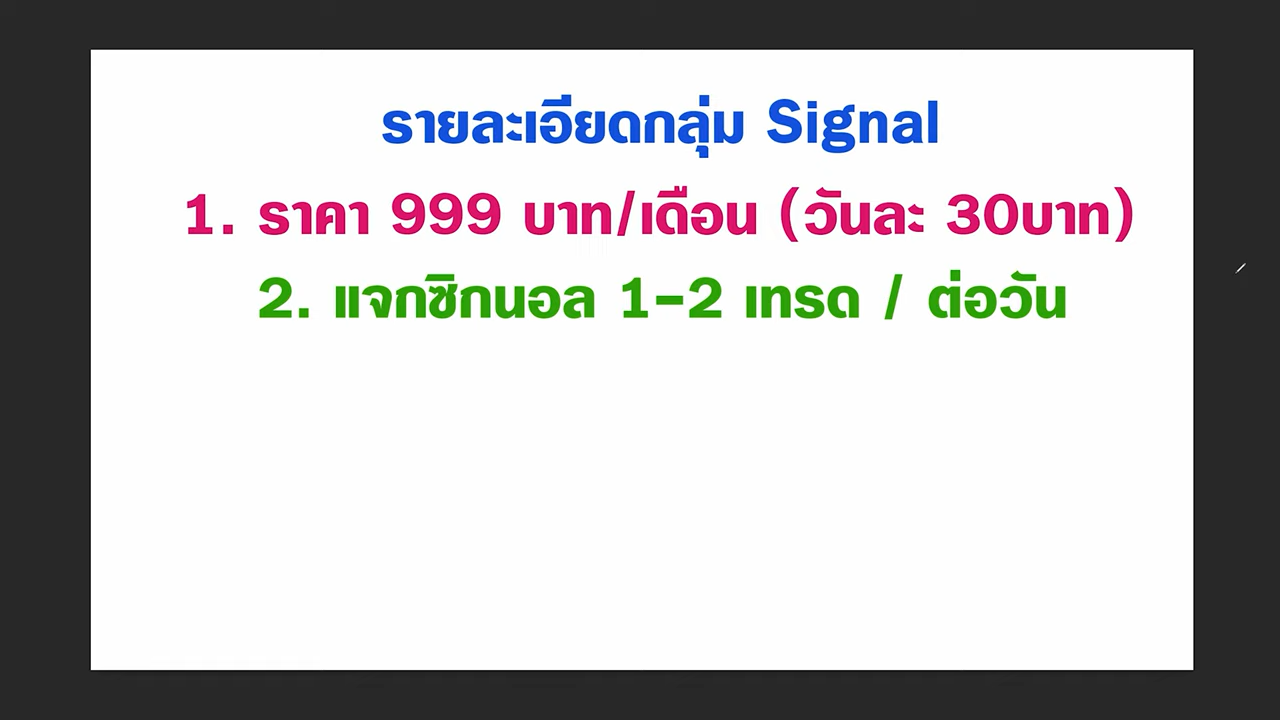 รายละเอียดกลุ่ม Signal
1. ราคา 999 บาท/เดือน (วันละ 30บาท)
2. แจกซิกนอล 1-2 เทรด / ต่อวัน